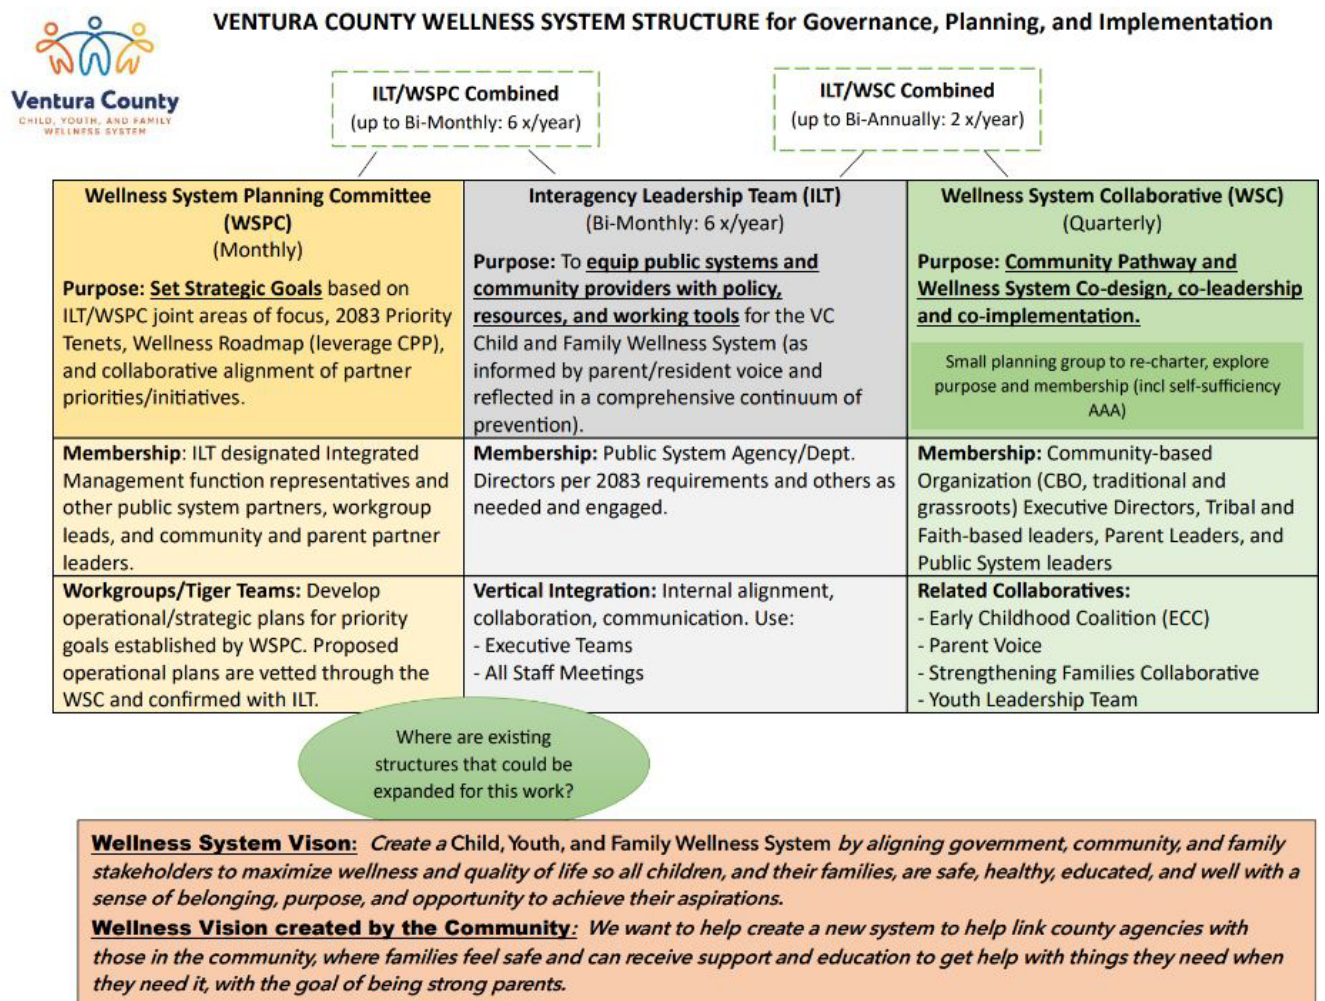 VENTURA COUNTY WELLNESS SYSTEM STRUCTURE for Governance, Planning, and Implementation
Ventura County
CHILD, YOUTH, AND FAMILY
WELLNESS SYSTEM
ILT/WSPC Combined
(up to Bi-Monthly: 6 x/year)
ILT/WSC Combined
(up to Bi-Annually: 2 x/year)
Wellness System Planning Committee
(WSPC)
(Monthly)
Purpose: Set Strategic Goals based on
ILT/WSPC joint areas of focus, 2083 Priority
Tenets, Wellness Roadmap (leverage CPP),
and collaborative alignment of partner
priorities/initiatives.
Interagency Leadership Team (ILT)
(Bi-Monthly: 6 x/year)
Purpose: To equip public systems and
community providers with policy,
resources, and working tools for the VC
Child and Family Wellness System (as
informed by parent/resident voice and
reflected in a comprehensive continuum of
prevention).
Wellness System Collaborative (WSC)
(Quarterly)
Purpose: Community Pathway and
Wellness System Co-design, co-leadership
and co-implementation.
Small planning group to re-charter, explore
purpose and membership (incl self-sufficiency
AAA)
Membership: ILT designated Integrated
Management function representatives and
other public system partners, workgroup
leads, and community and parent partner
leaders.
Membership: Public System Agency/Dept.
Directors per 2083 requirements and others as
needed and engaged.
Membership: Community-based
Organization (CBO, traditional and
grassroots) Executive Directors, Tribal and
Faith-based leaders, Parent Leaders, and
Public System leaders
Workgroups/Tiger Teams: Develop
operational/strategic plans for priority
goals established by WSPC. Proposed
operational plans are vetted through the
WSC and confirmed with ILT.
Vertical Integration: Internal alignment,
collaboration, communication. Use:
- Executive Teams
- All Staff Meetings
Related Collaboratives:
- Early Childhood Coalition (ECC)
- Parent Voice
- Strengthening Families Collaborative
- Youth Leadership Team
Where are existing
structures that could be
expanded for this work?
Wellness System Vison: Create a Child, Youth, and Family Wellness System by aligning government, community, and family
stakeholders to maximize wellness and quality of life so all children, and their families, are safe, healthy, educated, and well with a
sense of belonging, purpose, and opportunity to achieve their aspirations.
Wellness Vision created by the Community: We want to help create a new system to help link county agencies with
those in the community, where families feel safe and can receive support and education to get help with things they need when
they need it, with the goal of being strong parents.